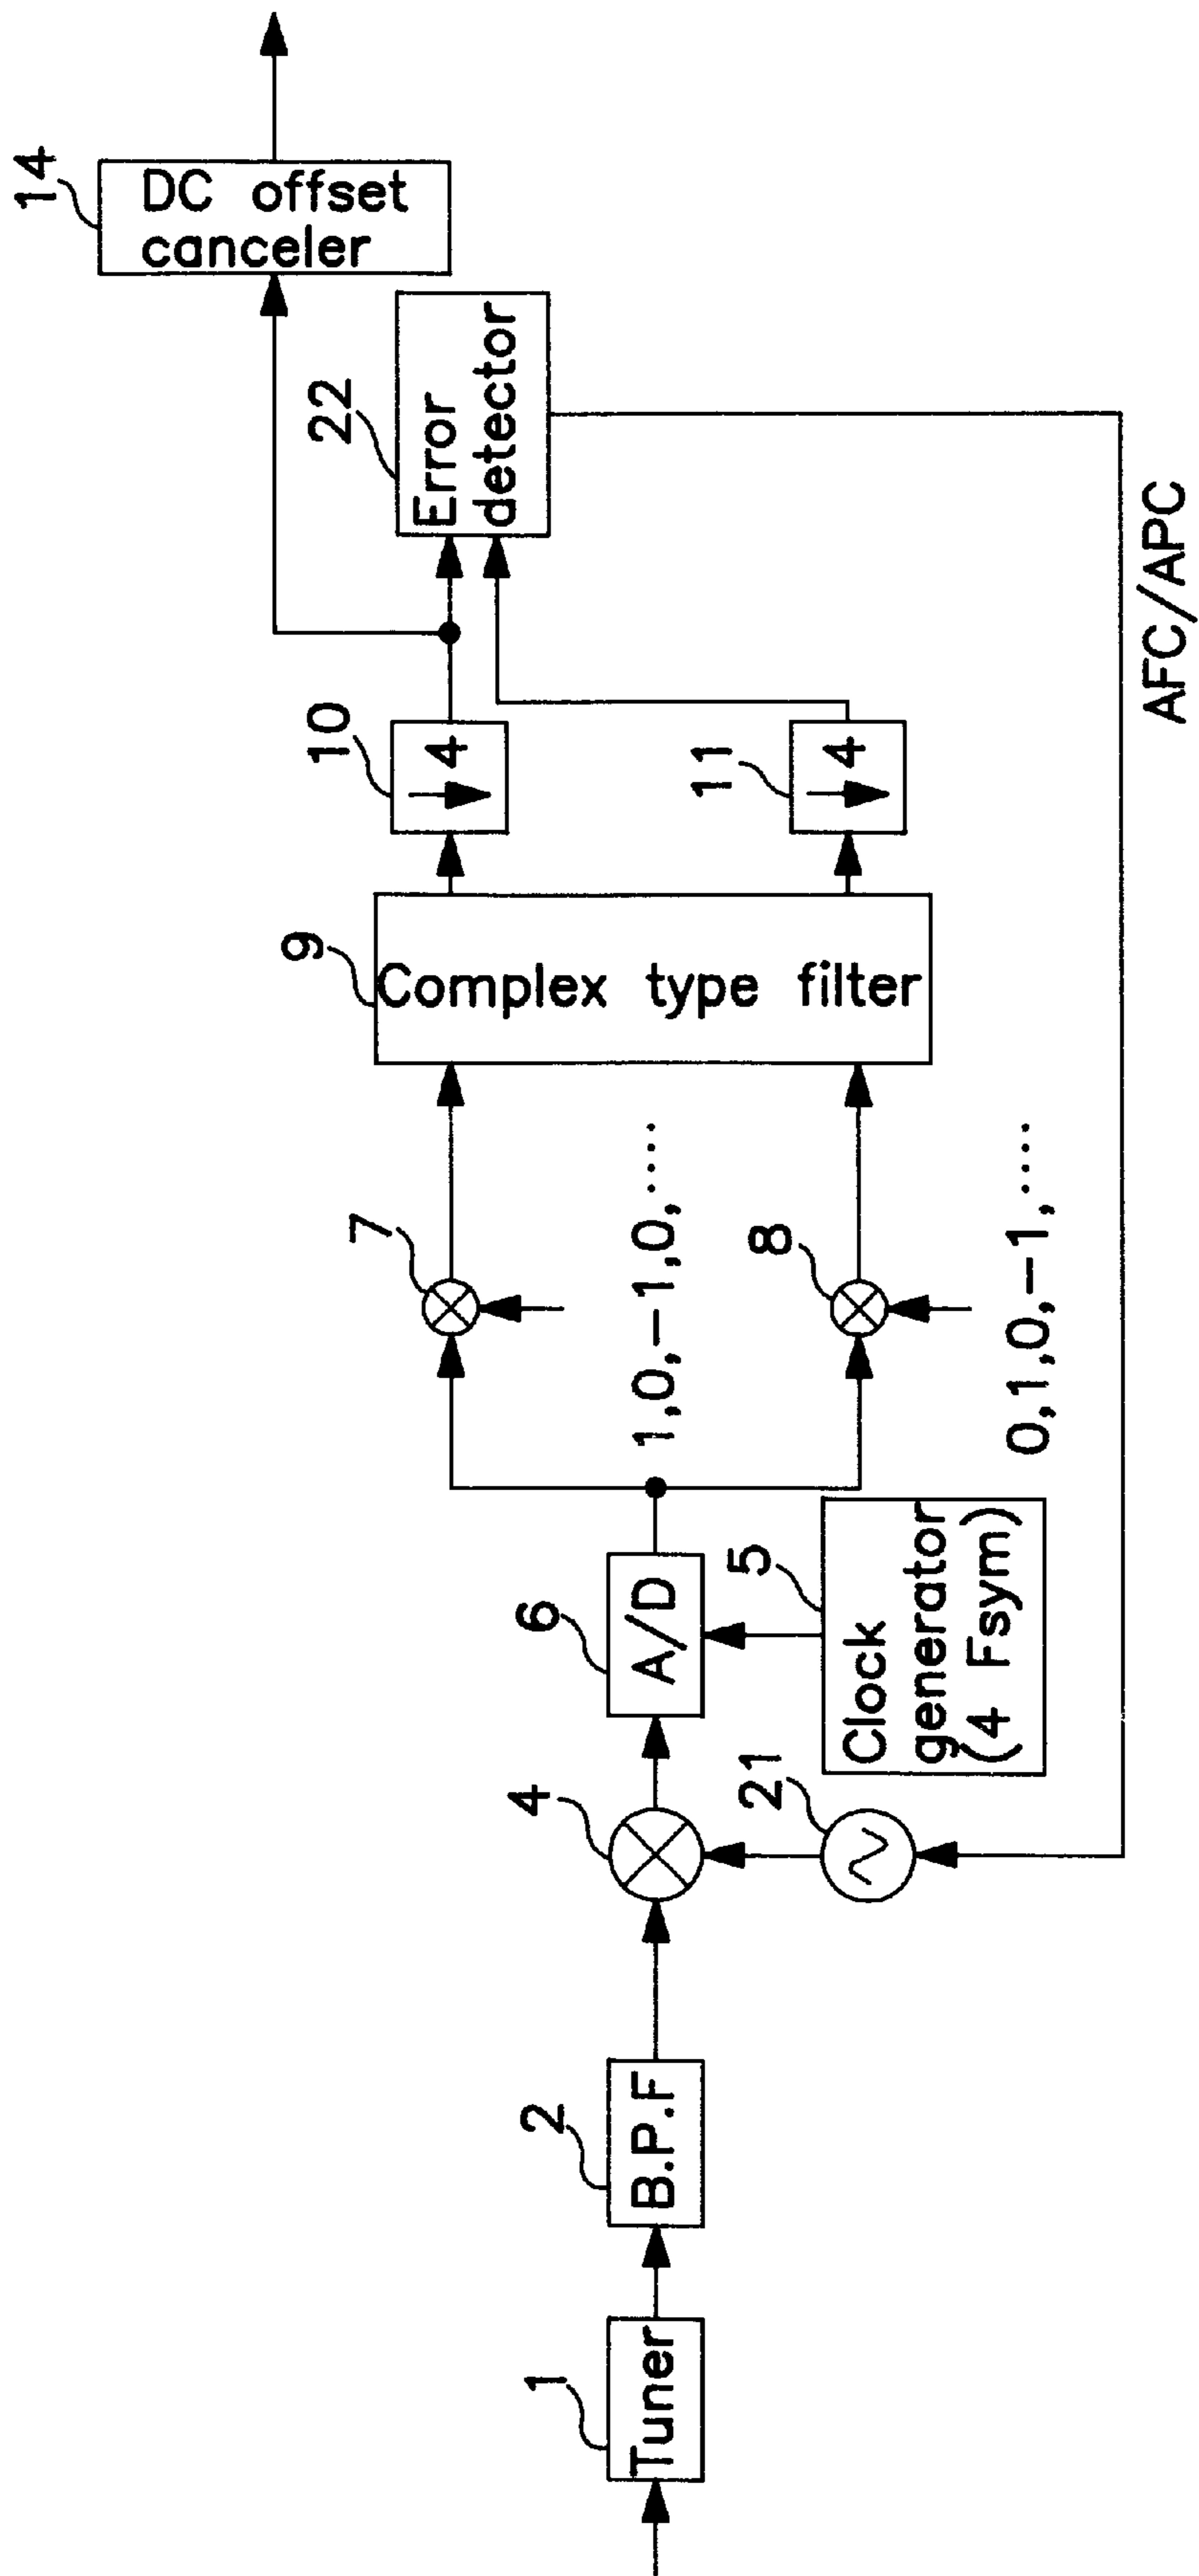 1
Tuner
2
B.P.F
4
21
6
A/D
5
Clock
generator
(4 Fsym)
7
1,0,−1,0,....
8
0,1,0,−1,....
9
Complex type filter
10
↓ 4
11
↓ 4
22
Error
detector
14
DC offset
canceler
AFC/APC